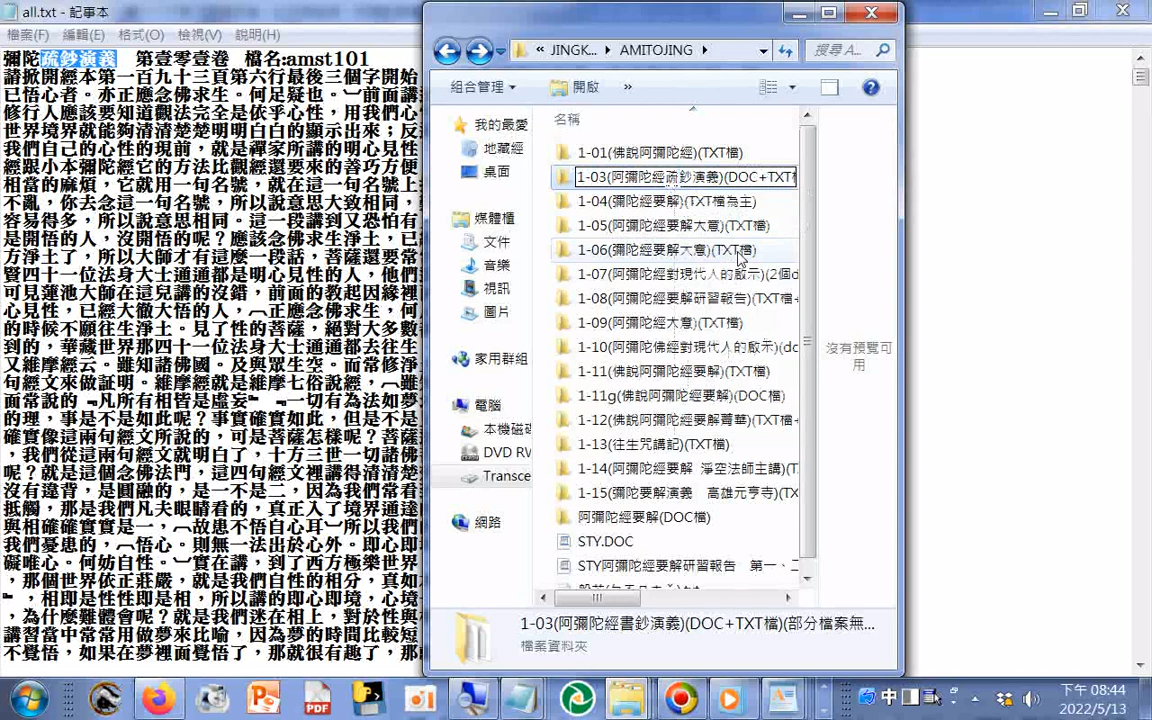 all.txt - 記事本
檔案(F) 編輯(E) 格式(O) 檢視(V) 說明(H)
彌陀疏鈔演義 第壹零壹卷 檔名:amst101
請掀開經本第一百九十三頁第六行最後三個字開始
已悟心者。亦正應念佛求生。何足疑也。︺前面講
修行人應該要知道觀法完全是依乎心性，用我們心
世界境界就能夠清清楚楚明明白白的顯示出來；反
我們自己的心性的現前，就是禪家所講的明心見性
經跟小本彌陀經它的方法比觀經還要來的善巧方便
相當的麻煩，它就用一句名號，就在這一句名號上
不亂，你去念這一句名號，所以說意思大致相同，
容易得多，所以說意思相同。這一段講到又恐怕有
是開悟的人，沒開悟的呢？應該念佛求生淨土，已
方淨土了，所以大師才有這麼一段話，菩薩還要常
暨四十一位法身大士通通都是明心見性的人，他們
可見蓮池大師在這兒講的沒錯，前面的教起因緣裡
心見性，已經大徹大悟的人，︹正應念佛求生，何
的時候不願往生淨土。見了性的菩薩，絕對大多數
到的，華藏世界那四十一位法身大士通通都去往生
又維摩經云。雖知諸佛國。及與眾生空。而常修淨
句經文來做証明。維摩經就是維摩七俗說經，︹雖
面常說的﹃凡所有相皆是虛妄﹄﹃一切有為法如夢
的理，事是不是如此呢？事實確實如此，但是不是
確實像這兩句經文所說的，可是菩薩怎樣呢？菩薩
，我們從這兩句經文就明白了，十方三世一切諸佛
呢？就是這個念佛法門，這四句經文裡講得清清楚
沒有違背，是圓融的，是一不是二，因為我們常看
抵觸，那是我們凡夫眼睛看的，真正入了境界通達
與相確確實實是一，︹故患不悟自心耳︺所以我們
我們憂患的，︹悟心。則無一法出於心外。即心即
礙唯心。何妨自性。︺實在講，到了西方極樂世界
，那個世界依正莊嚴，就是我們自性的相分，真如
﹄，相即是性性即是相，所以講的即心即境，心境
，為什麼難體會呢？就是我們迷在相上，對於性與
講習當中常常用做夢來比喻，因為夢的時間比較短
不覺悟，如果在夢裡面覺悟了，那就很有趣了，那
« JINGK... ▸ AMITOJING ▸
搜尋 A...
組合管理 開啟 »
我的最愛
地藏經
桌面
媒體櫃
文件
音樂
視訊
圖片
家用群組
電腦
本機磁碟
DVD RW
Transce
網路
名稱
1-01(佛說阿彌陀經)(TXT檔)
1-03(阿彌陀經疏鈔演義)(DOC+TXT檔
1-04(彌陀經要解)(TXT檔為主)
1-05(阿彌陀經要解大意)(TXT檔)
1-06(彌陀經要解大意)(TXT檔)
1-07(阿彌陀經對現代人的啟示)(2個d
1-08(阿彌陀經要解研習報告)(TXT檔+
1-09(阿彌陀經大意)(TXT檔)
1-10(阿彌陀佛經對現代人的啟示)(dc
1-11(佛說阿彌陀經要解)(TXT檔)
1-11g(佛說阿彌陀經要解)(DOC檔)
1-12(佛說阿彌陀經要解菁華)(TXT檔+
1-13(往生咒講記)(TXT檔)
1-14(阿彌陀經要解 淨空法師主講)(T
1-15(彌陀要解演義 高雄元亨寺)(TX
阿彌陀經要解(DOC檔)
STY.DOC
STY阿彌陀經要解研習報告 第一、二
沒有預覽可
用
1-03(阿彌陀經書鈔演義)(DOC+TXT檔)(部分檔案無...
檔案資料夾
中
下午 08:44
2022/5/13